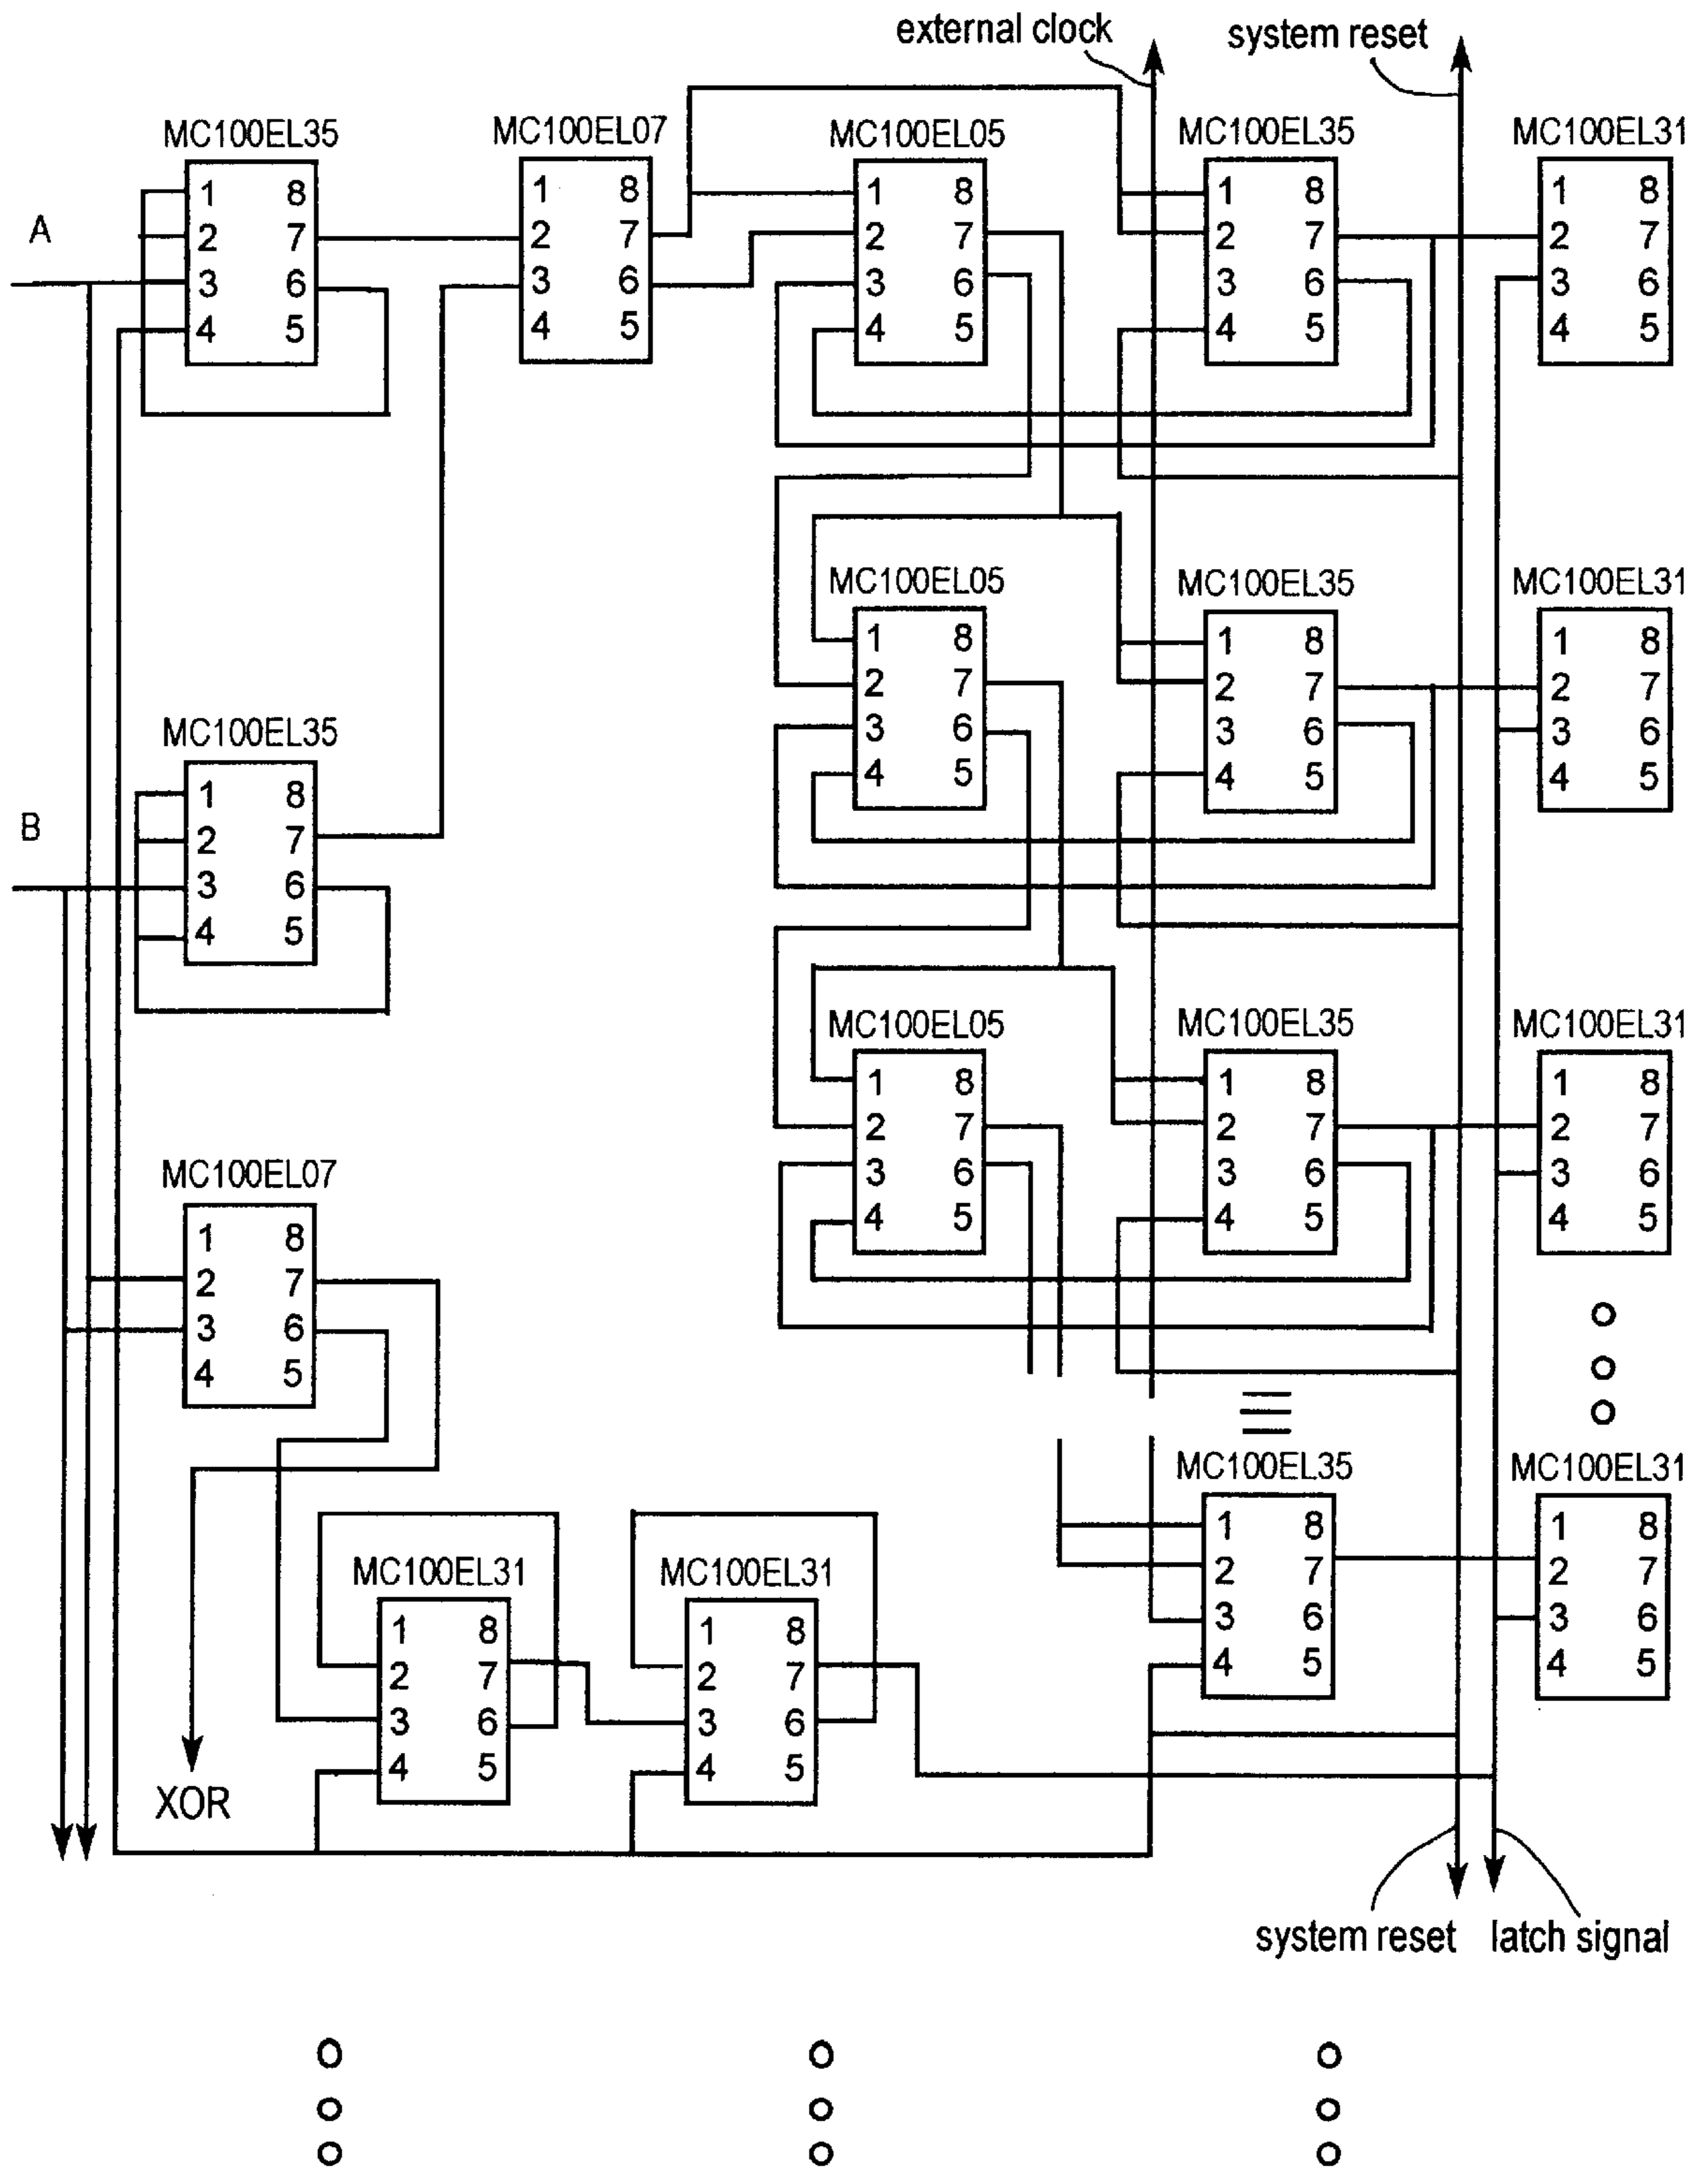 external clock
system reset
MC100EL35
MC100EL07
MC100EL05
MC100EL35
MC100EL31
A
1 8
2 7
3 6
4 5
1 8
2 7
3 6
4 5
1 8
2 7
3 6
4 5
1 8
2 7
3 6
4 5
1 8
2 7
3 6
4 5
MC100EL05
MC100EL35
MC100EL31
1 8
2 7
3 6
4 5
1 8
2 7
3 6
4 5
1 8
2 7
3 6
4 5
MC100EL35
B
1 8
2 7
3 6
4 5
MC100EL05
MC100EL35
MC100EL31
1 8
2 7
3 6
4 5
1 8
2 7
3 6
4 5
1 8
2 7
3 6
4 5
MC100EL07
1 8
2 7
3 6
4 5
MC100EL35
MC100EL31
1 8
2 7
3 6
4 5
1 8
2 7
3 6
4 5
MC100EL31
MC100EL31
1 8
2 7
3 6
4 5
1 8
2 7
3 6
4 5
XOR
system reset
latch signal